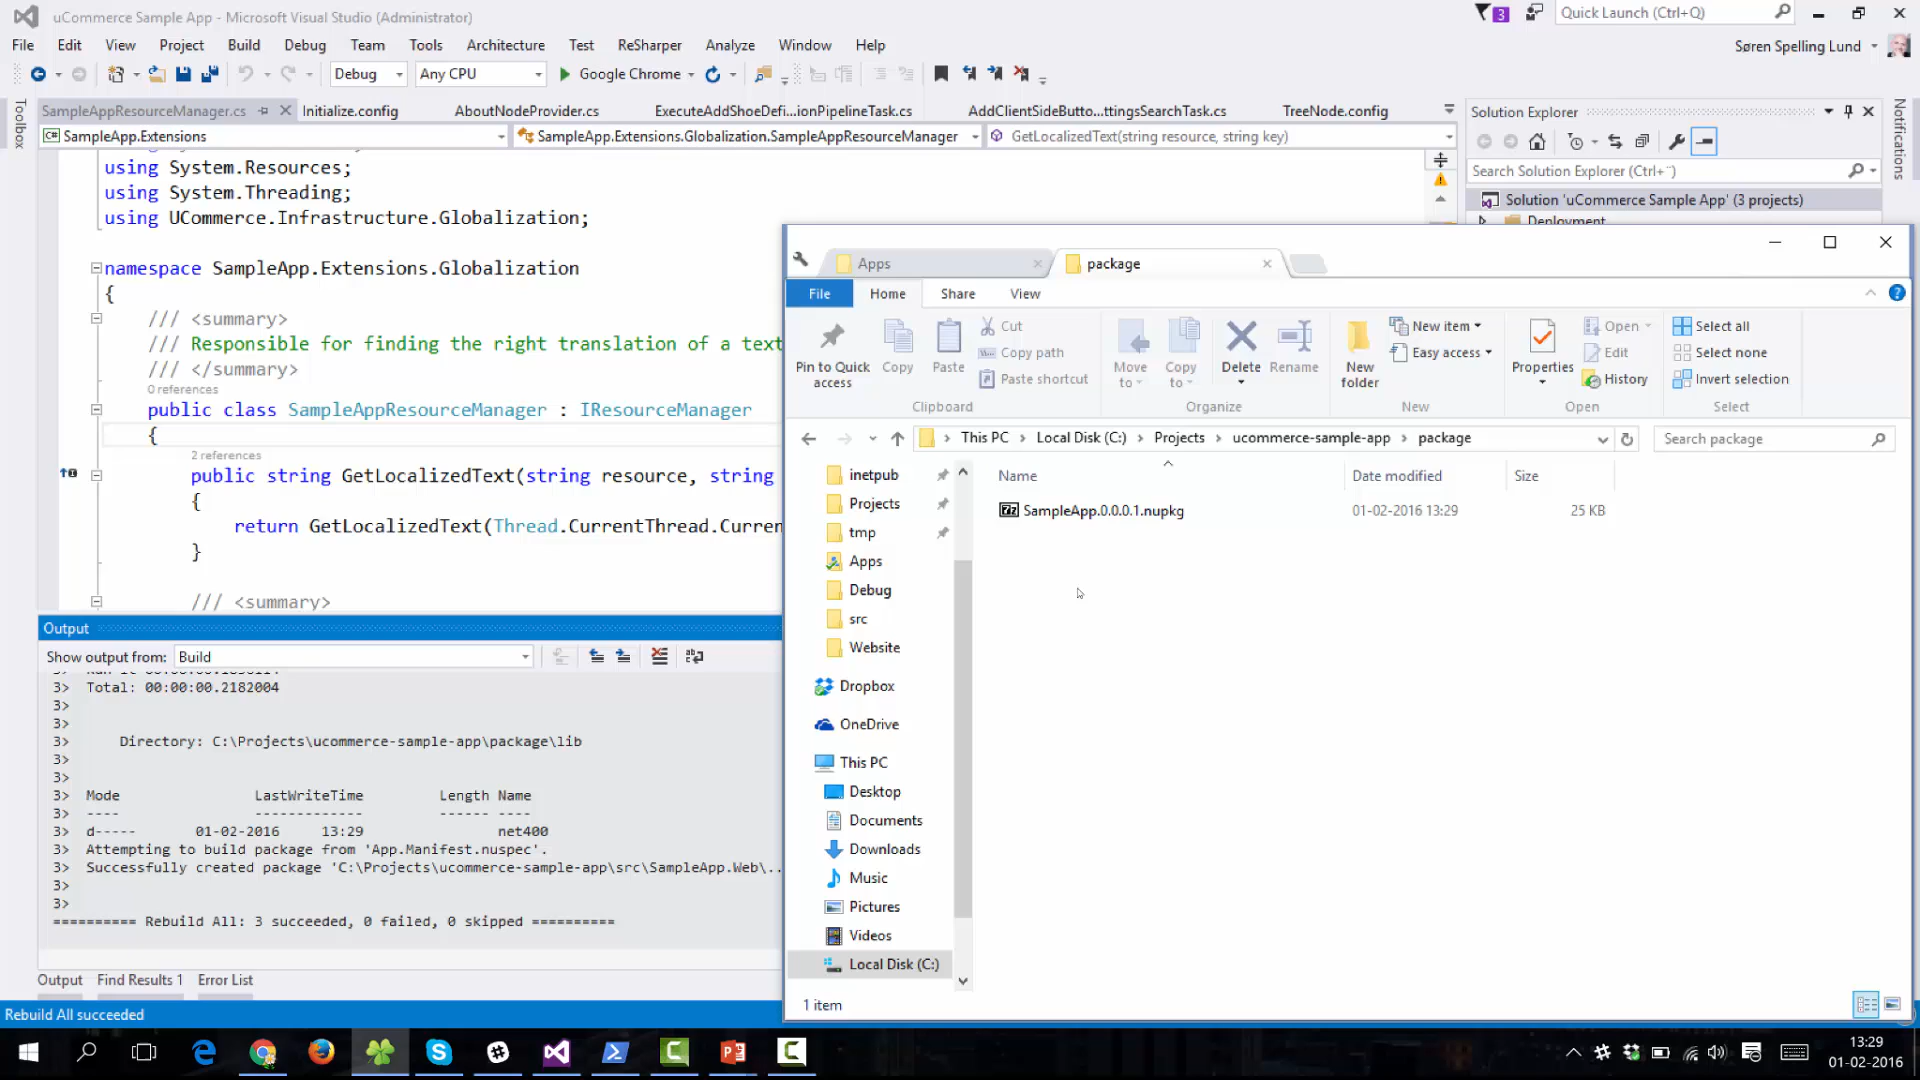 uCommerce Sample App - Microsoft Visual Studio (Administrator)
3
Quick Launch (Ctrl+Q)
File Edit View Project Build Debug Team Tools Architecture Test ReSharper Analyze Window Help
Søren Spelling Lund
Debug Any CPU Google Chrome
Toolbox
SampleAppResourceManager.cs Initialize.config AboutNodeProvider.cs ExecuteAddShoeDefi...ionPipelineTask.cs AddClientSideButto...ttingsSearchTask.cs TreeNode.config
SampleApp.Extensions SampleApp.Extensions.Globalization.SampleAppResourceManager GetLocalizedText(string resource, string key)
using System.Resources;
using System.Threading;
using UCommerce.Infrastructure.Globalization;
namespace SampleApp.Extensions.Globalization
{
/// <summary>
/// Responsible for finding the right translation of a text
/// </summary>
0 references
public class SampleAppResourceManager : IResourceManager
{
2 references
public string GetLocalizedText(string resource, string
{
return GetLocalizedText(Thread.CurrentThread.Curren
}
/// <summary>
Solution Explorer
Search Solution Explorer (Ctrl+¨)
Solution 'uCommerce Sample App' (3 projects)
Deployment
Notifications
Output
Show output from: Build
3> Total: 00:00:00.2182004
3>
3>
3> Directory: C:\Projects\ucommerce-sample-app\package\lib
3>
3>
3> Mode LastWriteTime Length Name
3> ---- ------------- ------ ----
3> d----- 01-02-2016 13:29 net400
3> Attempting to build package from 'App.Manifest.nuspec'.
3> Successfully created package 'C:\Projects\ucommerce-sample-app\src\SampleApp.Web\..
3>
3>
========== Rebuild All: 3 succeeded, 0 failed, 0 skipped ==========
Output Find Results 1 Error List
Rebuild All succeeded
Apps package
File Home Share View
Pin to Quick access
Copy
Paste
Cut
Copy path
Paste shortcut
Clipboard
Move to
Copy to
Delete
Rename
Organize
New folder
New item
Easy access
New
Properties
Open
Edit
History
Open
Select all
Select none
Invert selection
Select
This PC Local Disk (C:) Projects ucommerce-sample-app package
Search package
inetpub
Projects
tmp
Apps
Debug
src
Website
Dropbox
OneDrive
This PC
Desktop
Documents
Downloads
Music
Pictures
Videos
Local Disk (C:)
Name Date modified Size
SampleApp.0.0.0.1.nupkg 01-02-2016 13:29 25 KB
1 item
13:29
01-02-2016